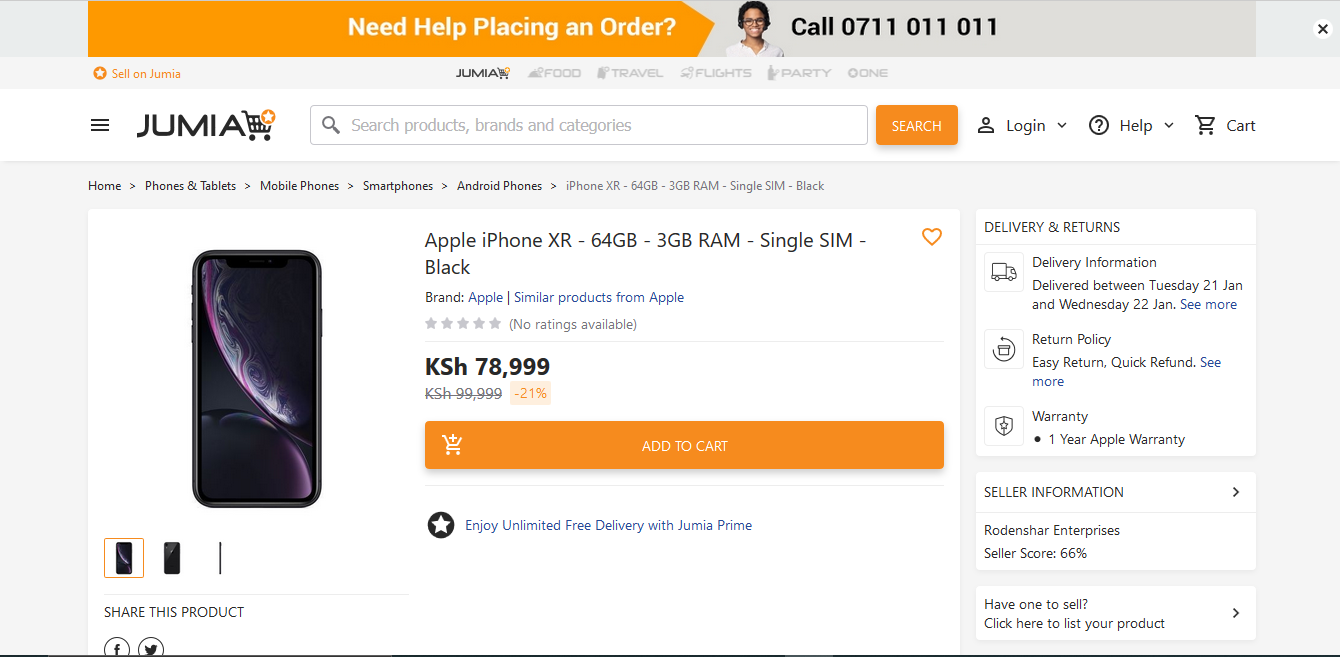 Need Help Placing an Order?
Call 0711 011 011
Sell on Jumia
JUMIA FOOD TRAVEL FLIGHTS PARTY ONE
JUMIA
Search products, brands and categories
SEARCH
Login
Help
Cart
Home > Phones & Tablets > Mobile Phones > Smartphones > Android Phones > iPhone XR - 64GB - 3GB RAM - Single SIM - Black
Apple iPhone XR - 64GB - 3GB RAM - Single SIM -
Black
Brand: Apple | Similar products from Apple
(No ratings available)
KSh 78,999
KSh 99,999 -21%
ADD TO CART
Enjoy Unlimited Free Delivery with Jumia Prime
SHARE THIS PRODUCT
DELIVERY & RETURNS
Delivery Information
Delivered between Tuesday 21 Jan
and Wednesday 22 Jan. See more
Return Policy
Easy Return, Quick Refund. See
more
Warranty
• 1 Year Apple Warranty
SELLER INFORMATION
Rodenshar Enterprises
Seller Score: 66%
Have one to sell?
Click here to list your product